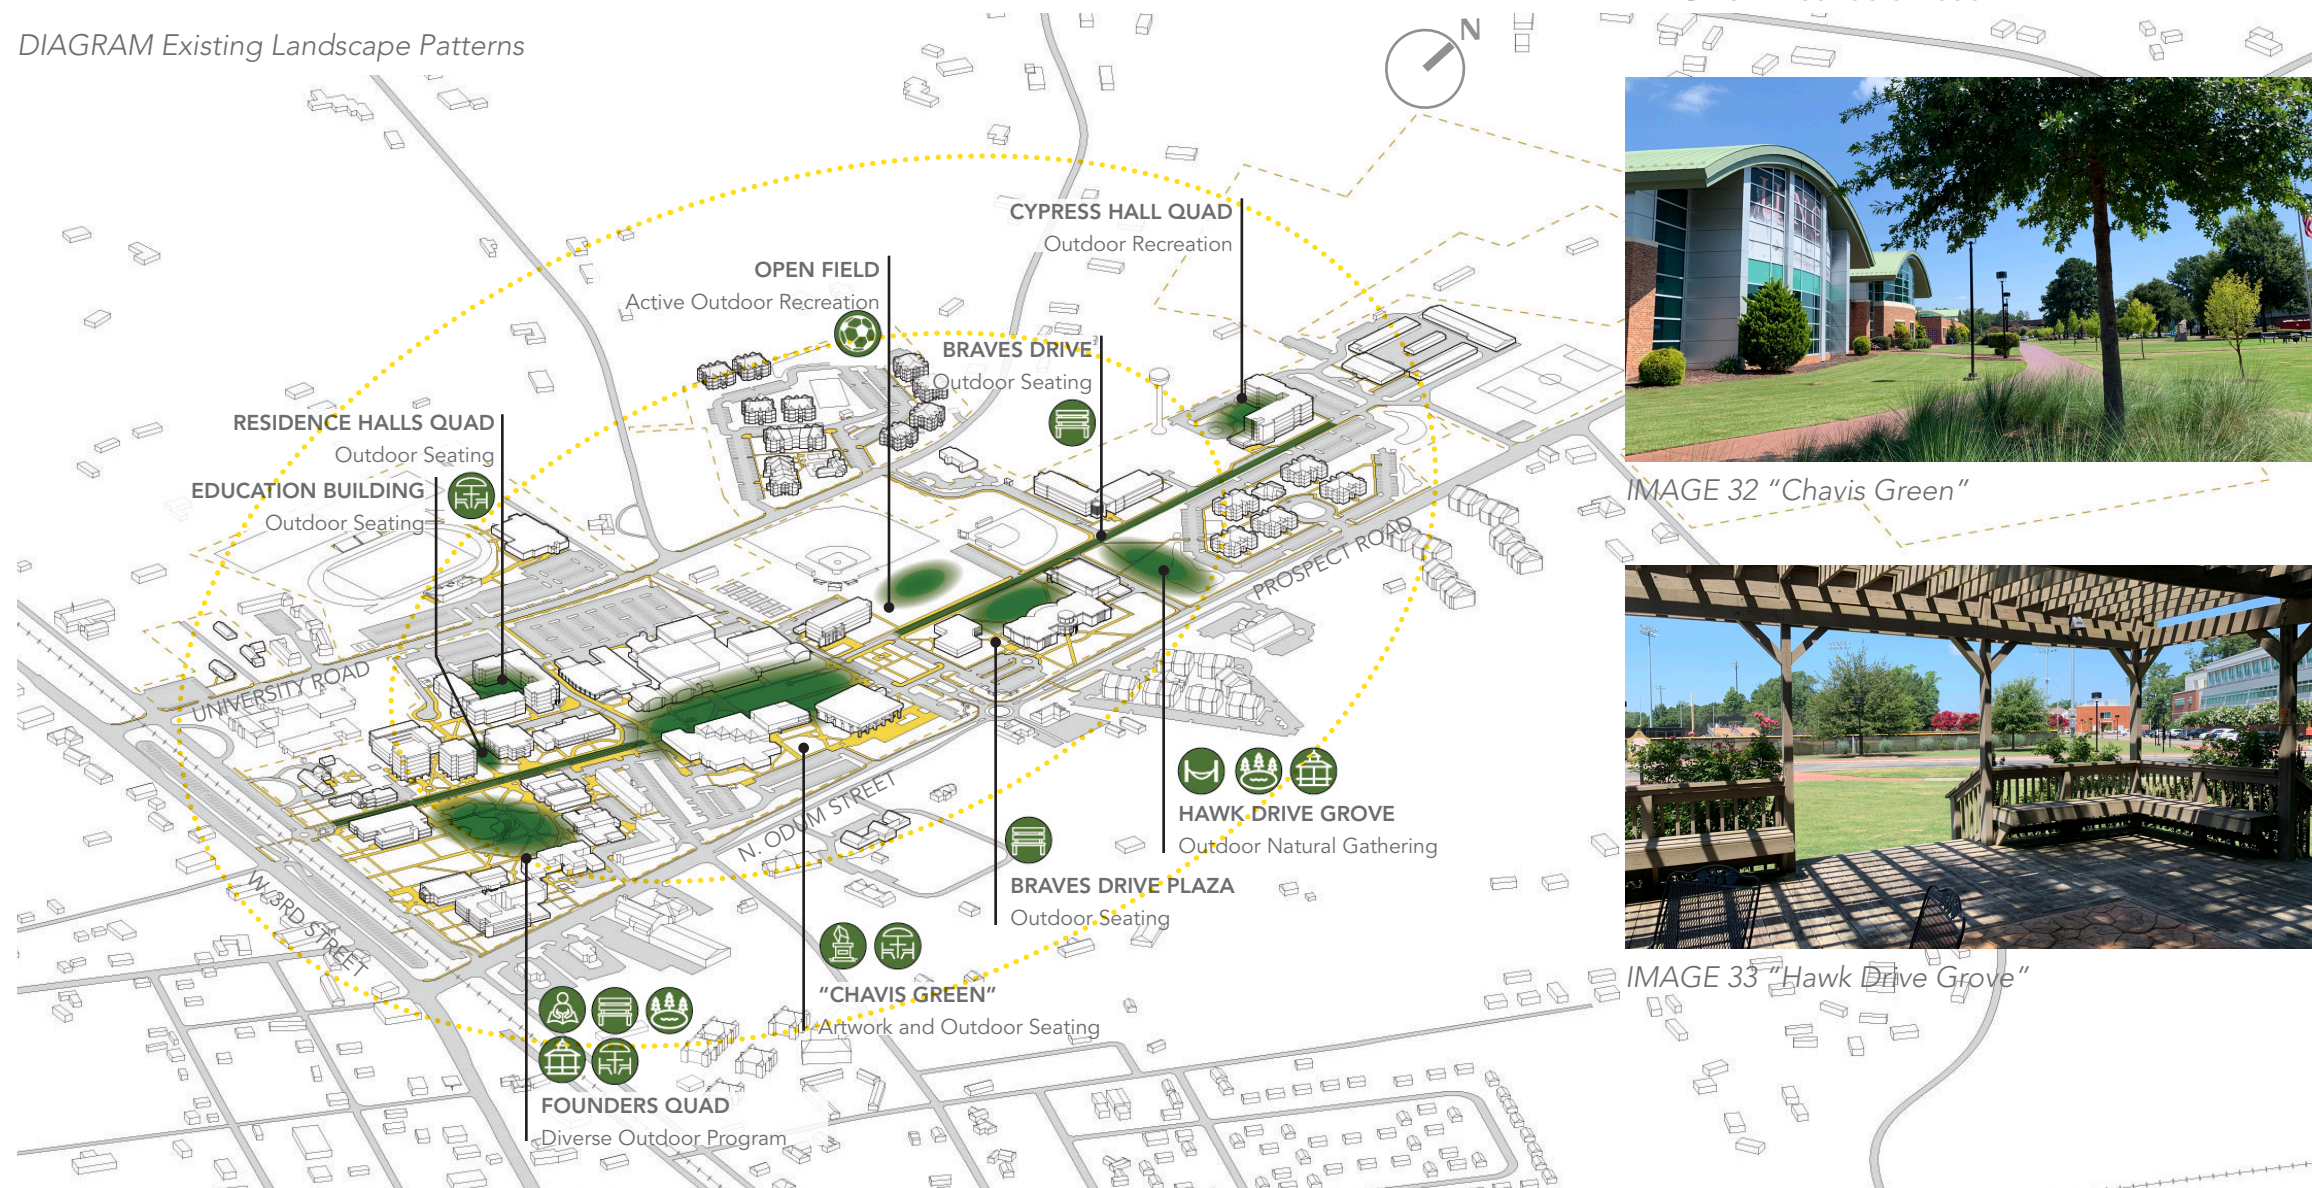 DIAGRAM Existing Landscape Patterns
N
CYPRESS HALL QUAD
Outdoor Recreation
OPEN FIELD
Active Outdoor Recreation
BRAVES DRIVE
Outdoor Seating
RESIDENCE HALLS QUAD
Outdoor Seating
EDUCATION BUILDING
Outdoor Seating
IMAGE 32 “Chavis Green”
PROSPECT ROAD
UNIVERSITY ROAD
N. ODUM STREET
W. 3RD STREET
HAWK DRIVE GROVE
Outdoor Natural Gathering
BRAVES DRIVE PLAZA
Outdoor Seating
“CHAVIS GREEN”
Artwork and Outdoor Seating
FOUNDERS QUAD
Diverse Outdoor Program
IMAGE 33 “Hawk Drive Grove”